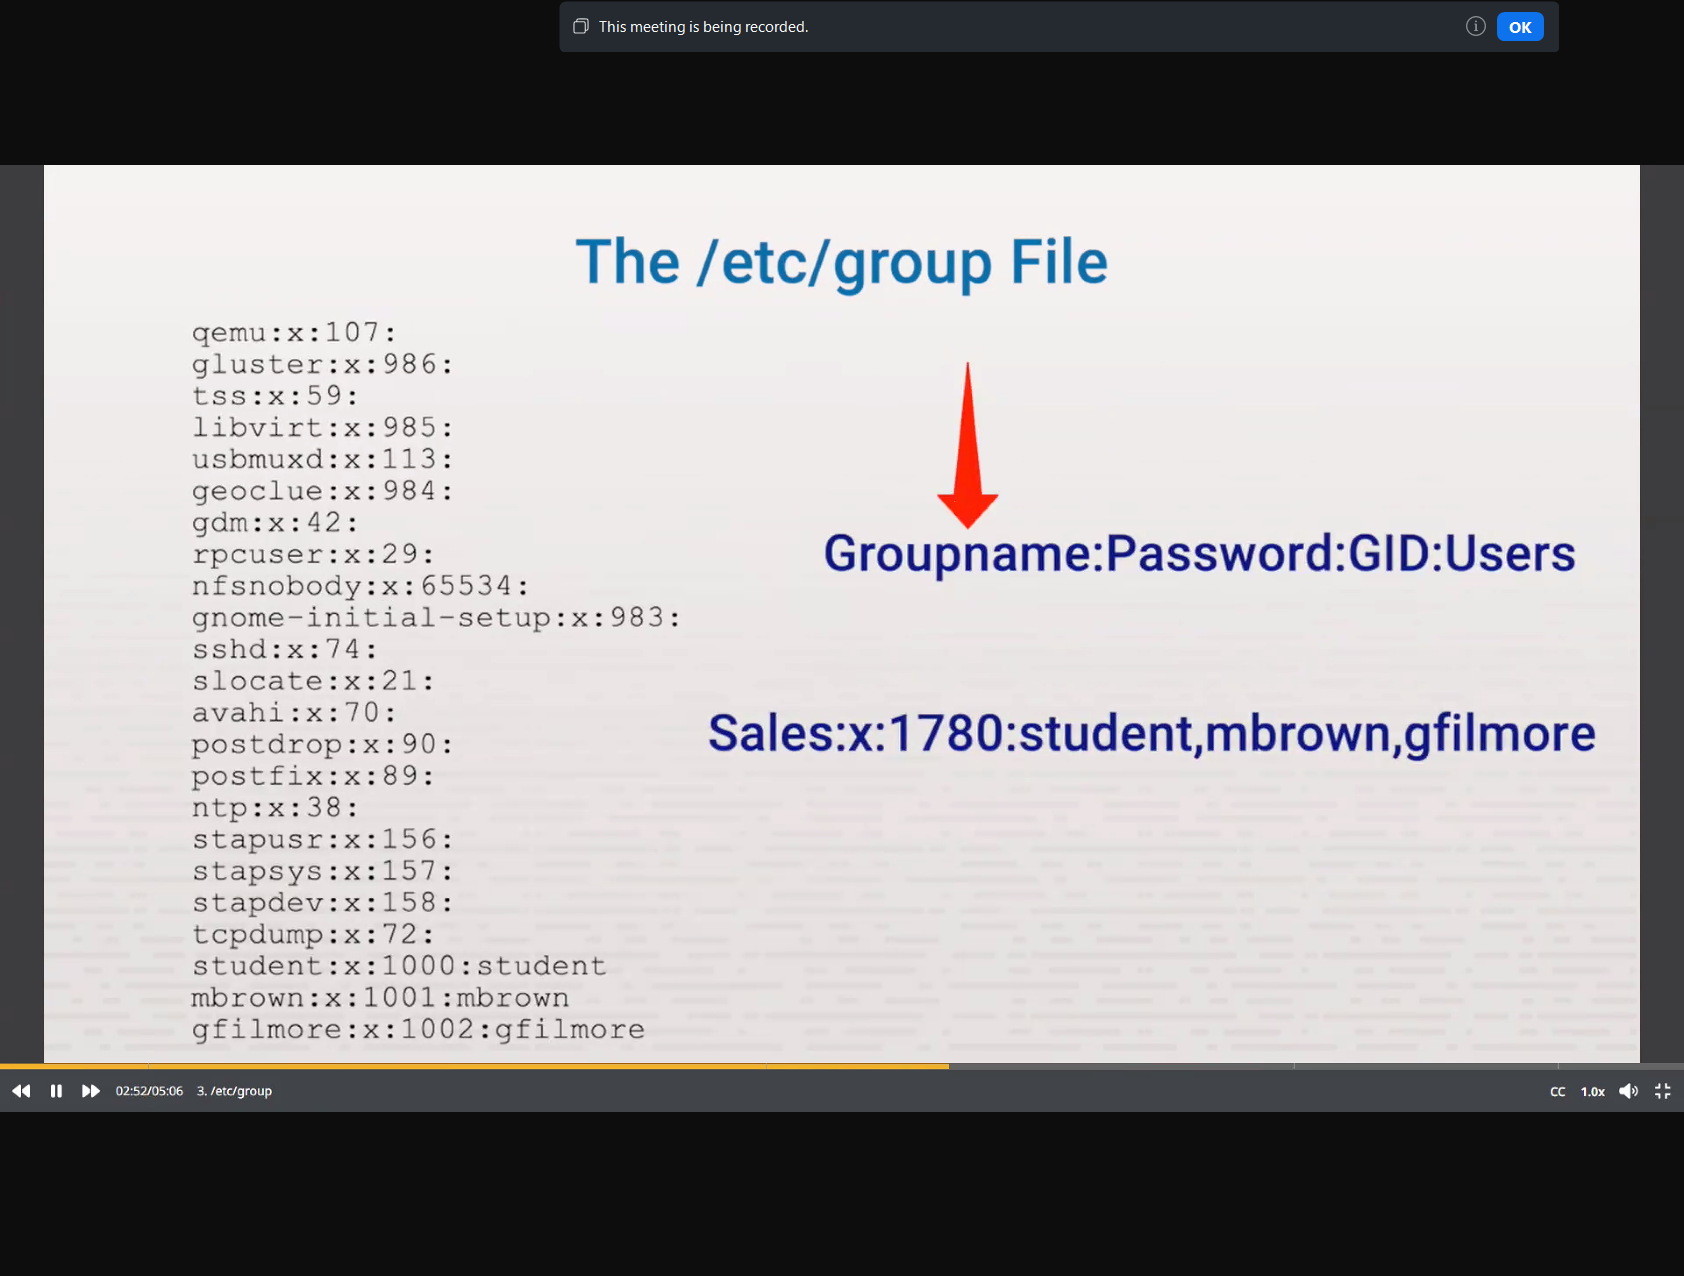 This meeting is being recorded.
OK
The /etc/group File
qemu:x:107:
gluster:x:986:
tss:x:59:
libvirt:x:985:
usbmuxd:x:113:
geoclue:x:984:
gdm:x:42:
rpcuser:x:29:
nfsnobody:x:65534:
gnome-initial-setup:x:983:
sshd:x:74:
slocate:x:21:
avahi:x:70:
postdrop:x:90:
postfix:x:89:
ntp:x:38:
stapusr:x:156:
stapsys:x:157:
stapdev:x:158:
tcpdump:x:72:
student:x:1000:student
mbrown:x:1001:mbrown
gfilmore:x:1002:gfilmore
Groupname:Password:GID:Users
Sales:x:1780:student,mbrown,gfilmore
02:52/05:06 3. /etc/group
CC 1.0x